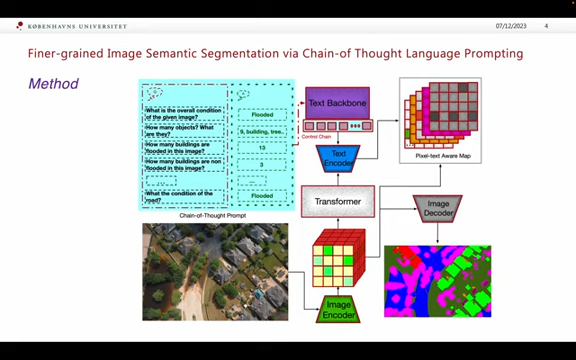 KØBENHAVNS UNIVERSITET
07/12/2023
4
Finer-grained Image Semantic Segmentation via Chain-of Thought Language Prompting
Method
What is the overall condition
of the given image?
How many objects? What
are they?
How many buildings are
flooded in this image?
How many buildings are non
flooded in this image?
What the condition of the
road?
Flooded
9, building, tree..
13
3
Flooded
Chain-of-Thought Prompt
Text Backbone
Control Chain
Text
Encoder
Transformer
Image
Encoder
Pixel-text Aware Map
Image
Decoder